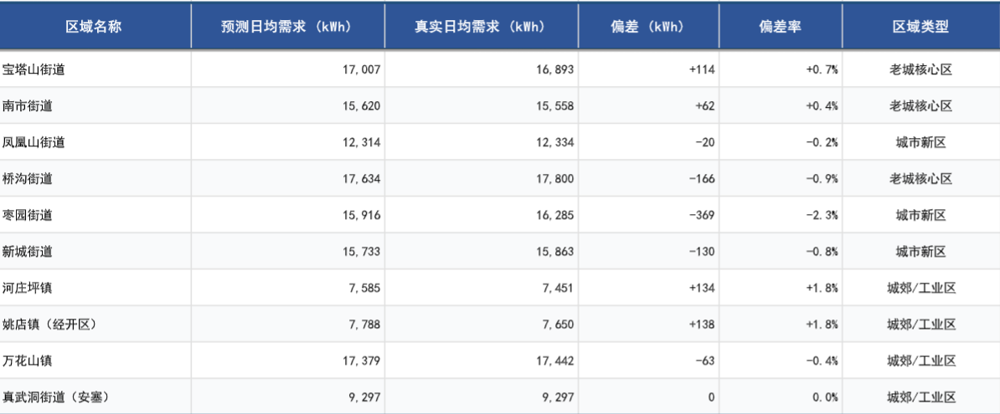 区域名称 预测日均需求（kWh） 真实日均需求（kWh） 偏差（kWh） 偏差率 区域类型
宝塔山街道 17,007 16,893 +114 +0.7% 老城核心区
南市街道 15,620 15,558 +62 +0.4% 老城核心区
凤凰山街道 12,314 12,334 -20 -0.2% 城市新区
桥沟街道 17,634 17,800 -166 -0.9% 老城核心区
枣园街道 15,916 16,285 -369 -2.3% 城市新区
新城街道 15,733 15,863 -130 -0.8% 城市新区
河庄坪镇 7,585 7,451 +134 +1.8% 城郊/工业区
姚店镇（经开区） 7,788 7,650 +138 +1.8% 城郊/工业区
万花山镇 17,379 17,442 -63 -0.4% 城郊/工业区
真武洞街道（安塞） 9,297 9,297 0 0.0% 城郊/工业区